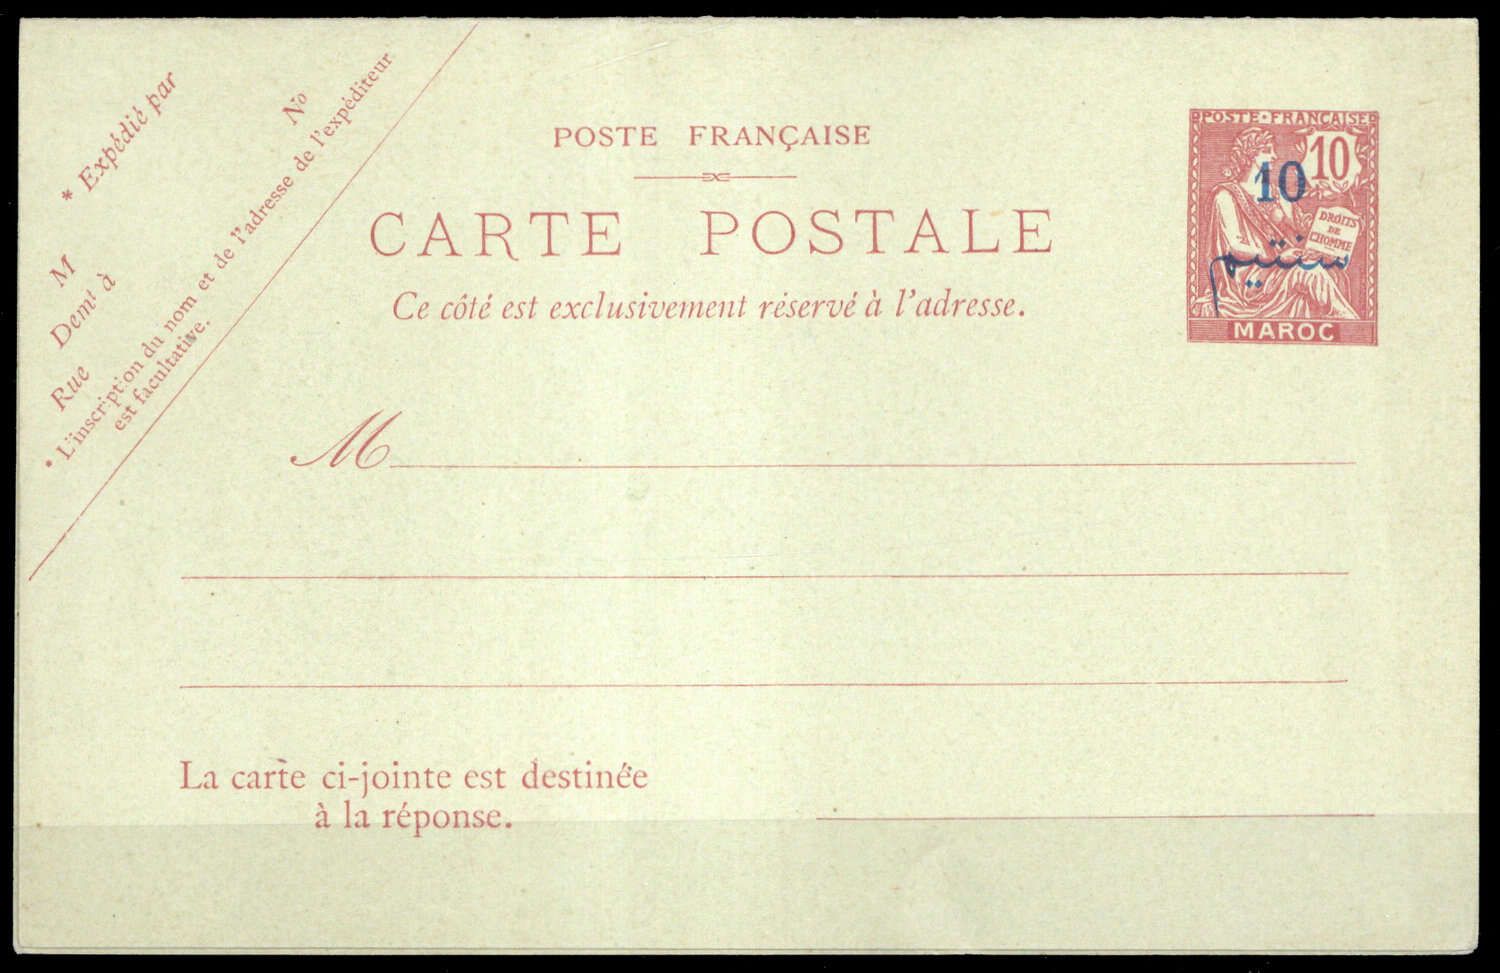 * Expédié par
M
Demt à
Rue
No
* L'inscription du nom et de l'adresse de l'expéditeur
est facultative.
POSTE FRANÇAISE
CARTE POSTALE
Ce côté est exclusivement réservé à l'adresse.
POSTE · FRANÇAISE
10
10
DROITS
DE
L'HOMME
سنتيم
MAROC
M
La carte ci-jointe est destinée
à la réponse.